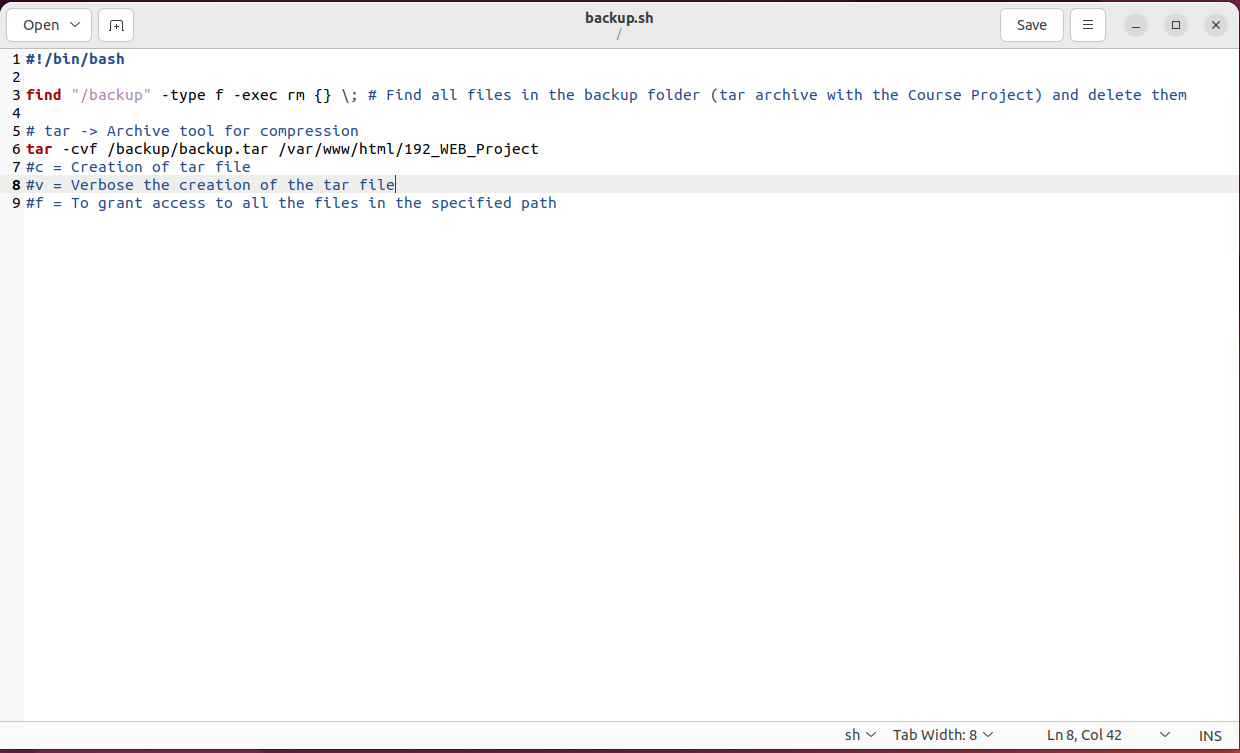 Open
backup.sh
/
Save
1 #!/bin/bash
2
3 find "/backup" -type f -exec rm {} \; # Find all files in the backup folder (tar archive with the Course Project) and delete them
4
5 # tar -> Archive tool for compression
6 tar -cvf /backup/backup.tar /var/www/html/192_WEB_Project
7 #c = Creation of tar file
8 #v = Verbose the creation of the tar file
9 #f = To grant access to all the files in the specified path
sh Tab Width: 8 Ln 8, Col 42 INS